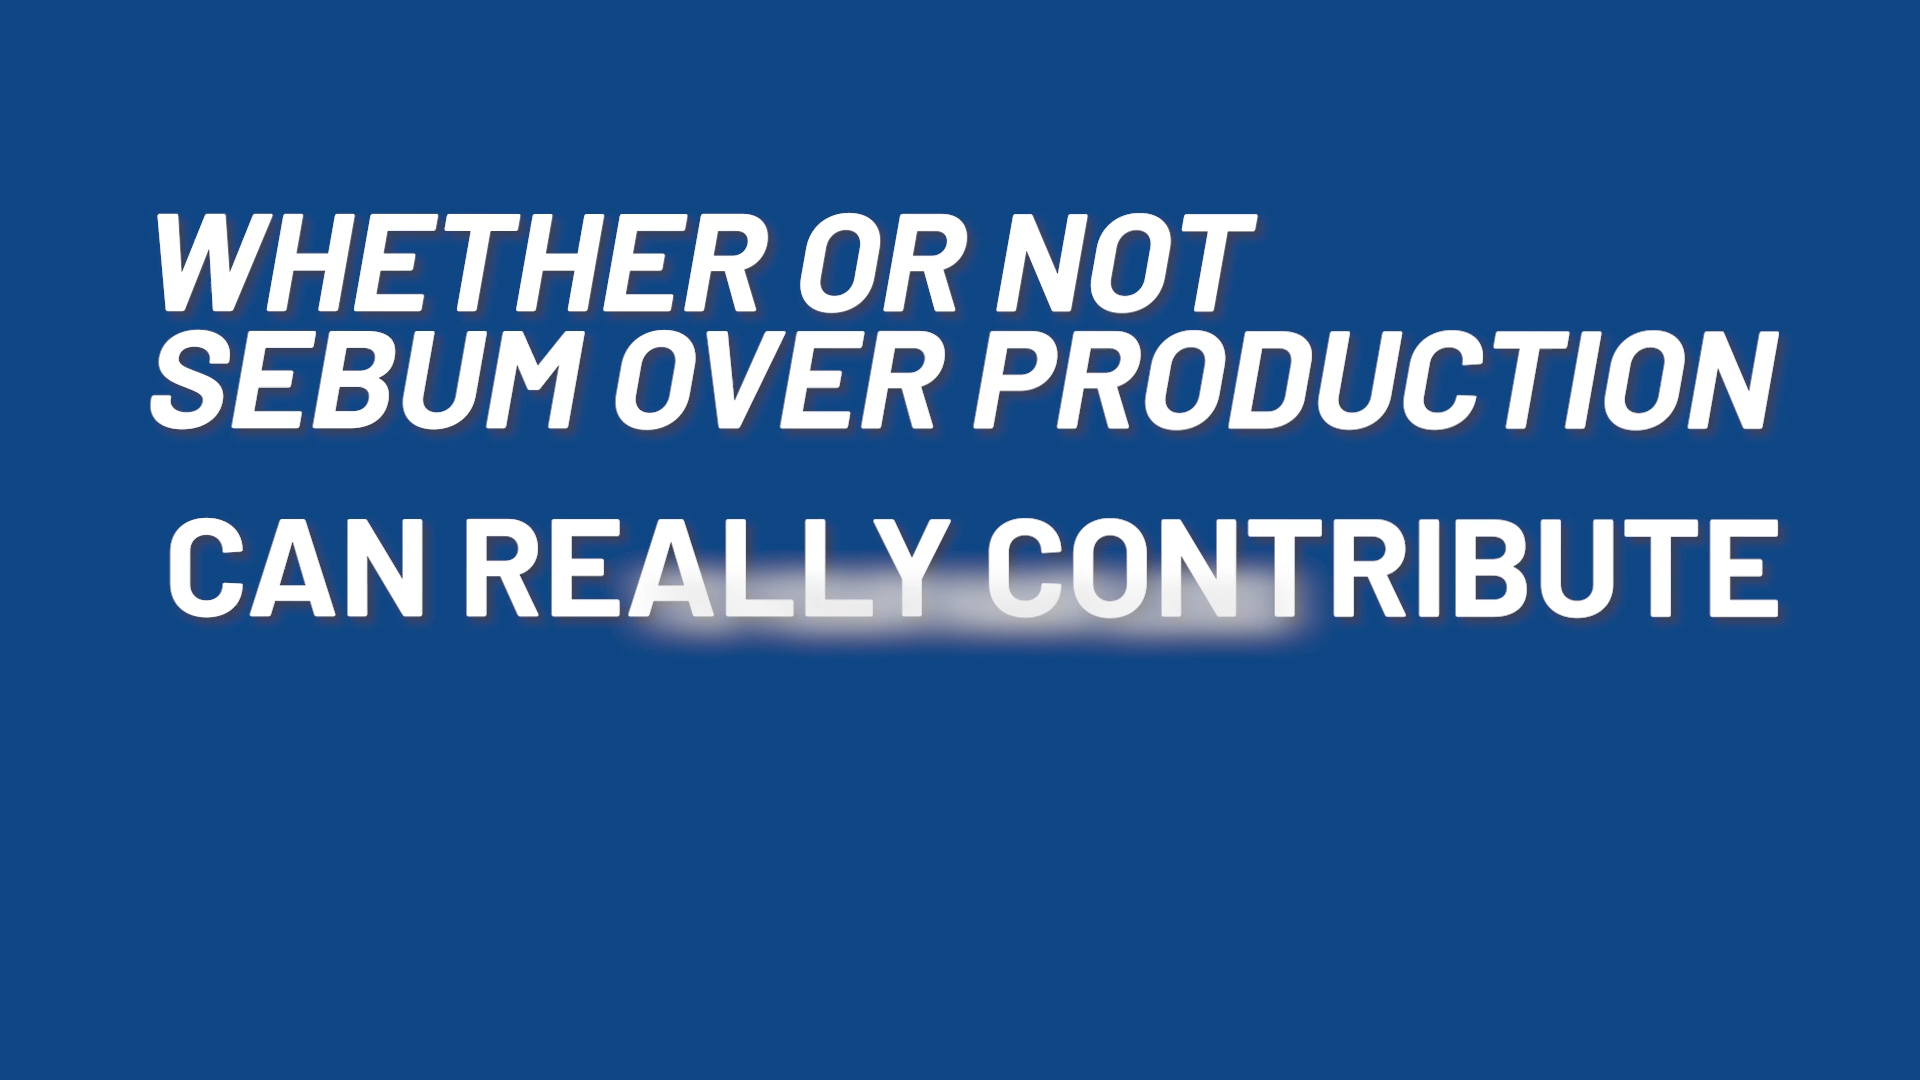 WHETHER OR NOT
SEBUM OVER PRODUCTION
CAN REALLY CONTRIBUTE